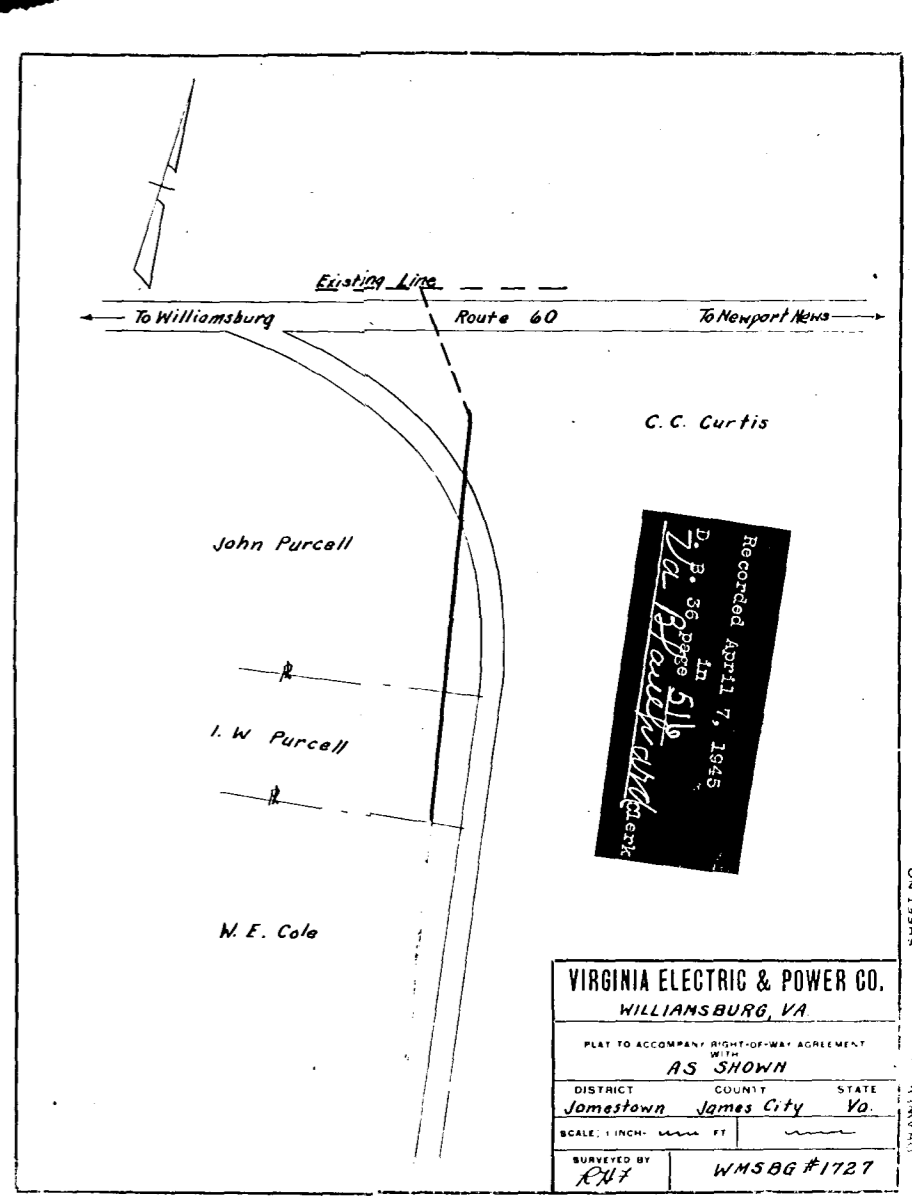 Existing Line
To Williamsburg Route 60 To Newport News
C. C. Curtis
John Purcell
Recorded April 7, 1945
in
D. B. 36 page 516
Clerk
I. W Purcell
W. E. Cole
VIRGINIA ELECTRIC & POWER CO.
WILLIAMSBURG, VA.
PLAT TO ACCOMPANY RIGHT-OF-WAY AGREEMENT
WITH
AS SHOWN
DISTRICT COUNTY STATE
Jamestown James City Va.
SCALE: 1 INCH- FT
SURVEYED BY
RHF
WMSBG #1727